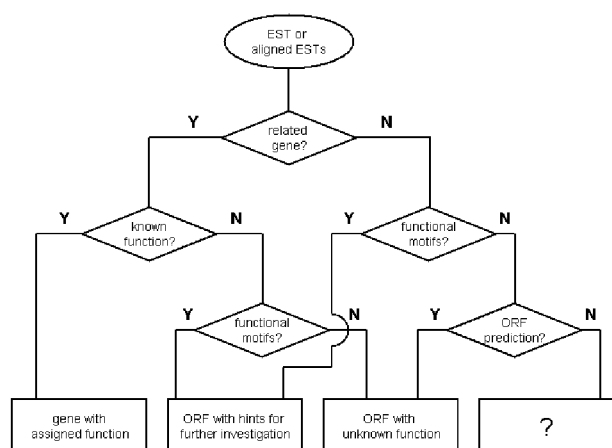 EST or
aligned ESTs
Y
N
related
gene?
Y
N
Y
N
known
function?
functional
motifs?
Y
N
Y
N
functional
motifs?
ORF
prediction?
gene with
assigned function
ORF with hints for
further investigation
ORF with
unknown function
?